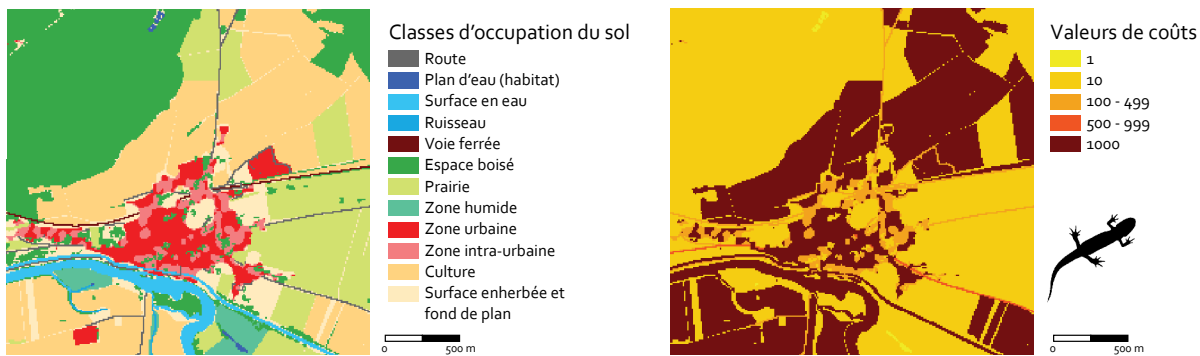 Classes d'occupation du sol
Route
Plan d'eau (habitat)
Surface en eau
Ruisseau
Voie ferrée
Espace boisé
Prairie
Zone humide
Zone urbaine
Zone intra-urbaine
Culture
Surface enherbée et
fond de plan
0 500 m
Valeurs de coûts
1
10
100 - 499
500 - 999
1000
0 500 m